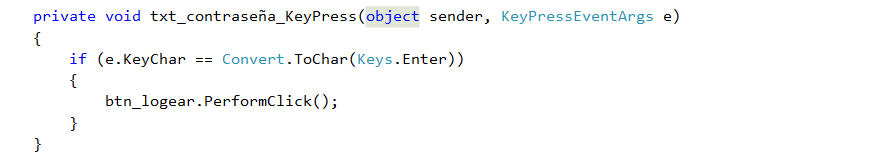 private void txt_contraseña_KeyPress(object sender, KeyPressEventArgs e)
{
    if (e.KeyChar == Convert.ToChar(Keys.Enter))
    {
        btn_logear.PerformClick();
    }
}